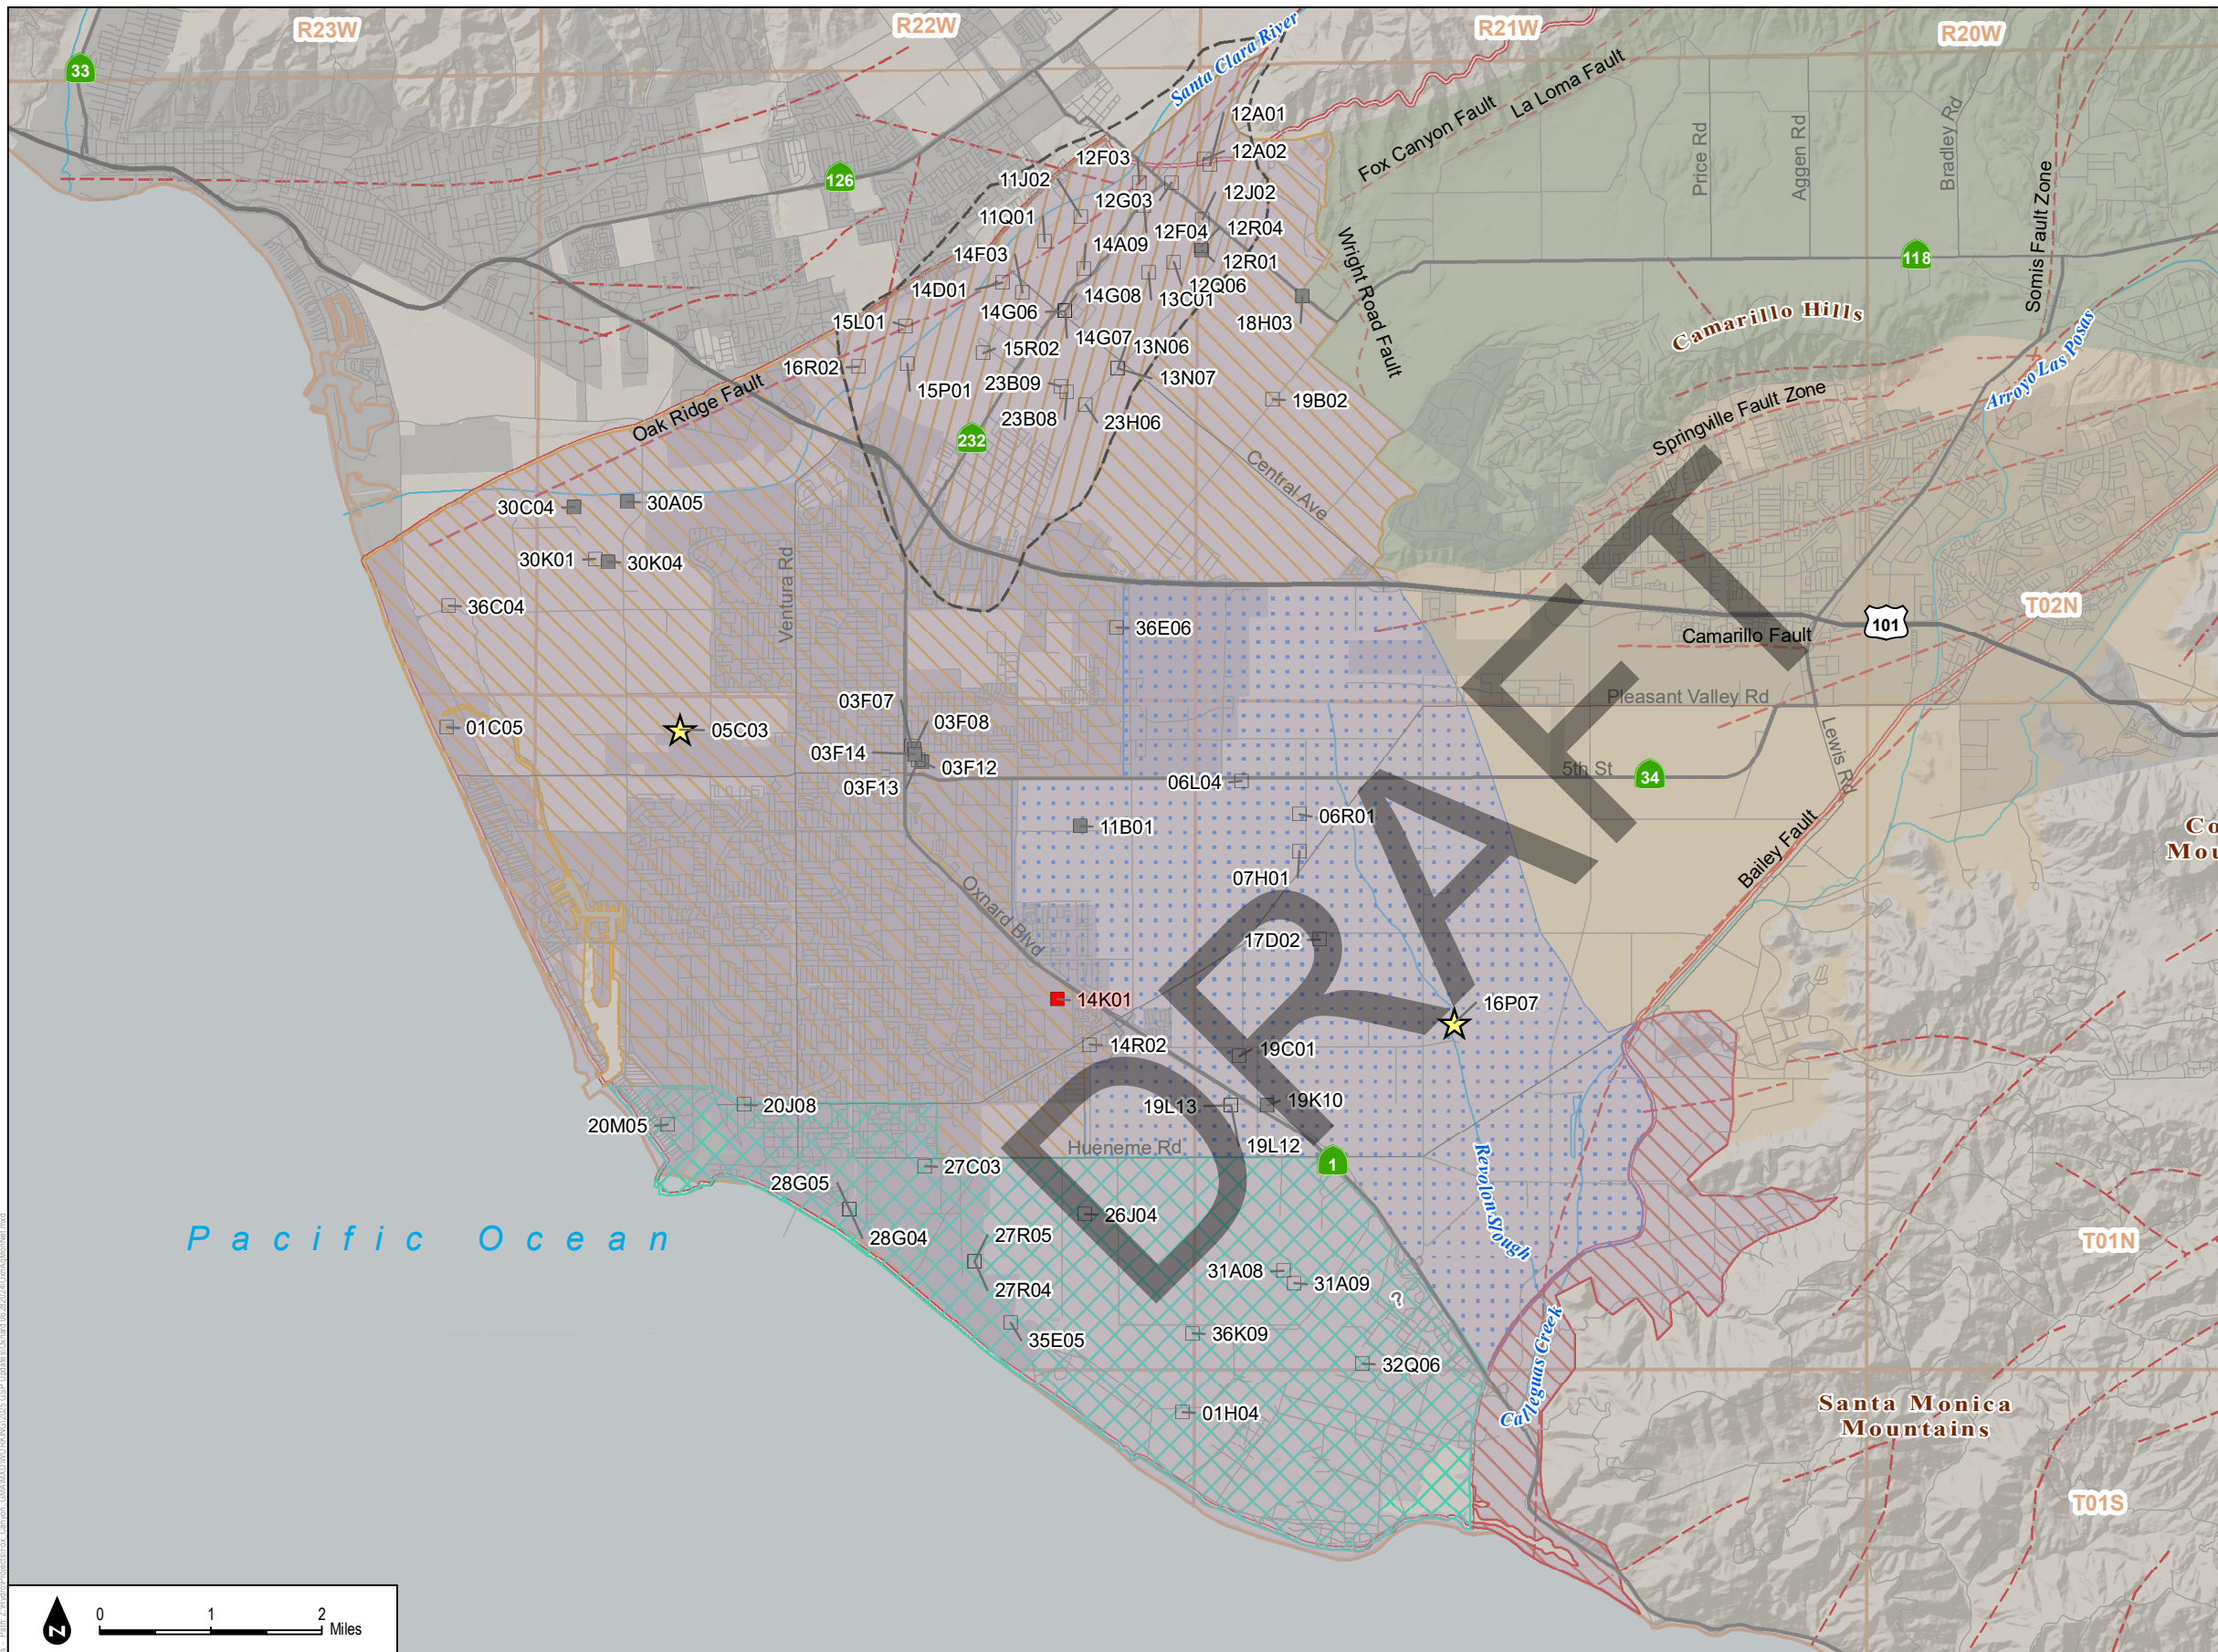 R23W
R22W
R21W
R20W
33
Santa Clara River
La Loma Fault
Fox Canyon Fault
12A01
12A02
12F03
11J02
12G03
12J02
126
11Q01
12F04
12R04
14A09
14F03
12R01
14D01
12Q06
14G08
13C01
14G06
18H03
15L01
14G07
13N06
15R02
16R02
13N07
23B09
15P01
23B08
23H06
19B02
232
Price Rd
Aggen Rd
Bradley Rd
Somis Fault Zone
118
Wright Road Fault
Camarillo Hills
Arroyo Las Posas
Springville Fault Zone
Oak Ridge Fault
Central Ave
30C04
30A05
30K01
30K04
Ventura Rd
36C04
36E06
T02N
101
Camarillo Fault
Pleasant Valley Rd
03F07
03F08
01C05
05C03
03F14
03F12
03F13
06L04
5th St
34
Lewis Rd
06R01
11B01
07H01
Bailey Fault
Co
Mou
Oxnard Blvd
17D02
14K01
16P07
14R02
19C01
DRAFT
20J08
19L13
19K10
20M05
Hueneme Rd
19L12
27C03
1
Revolon Slough
28G05
26J04
28G04
27R05
Pacific Ocean
T01N
31A08
31A09
27R04
?
35E05
36K09
32Q06
Calleguas Creek
01H04
Santa Monica
Mountains
T01S
N
0
1
2
Miles